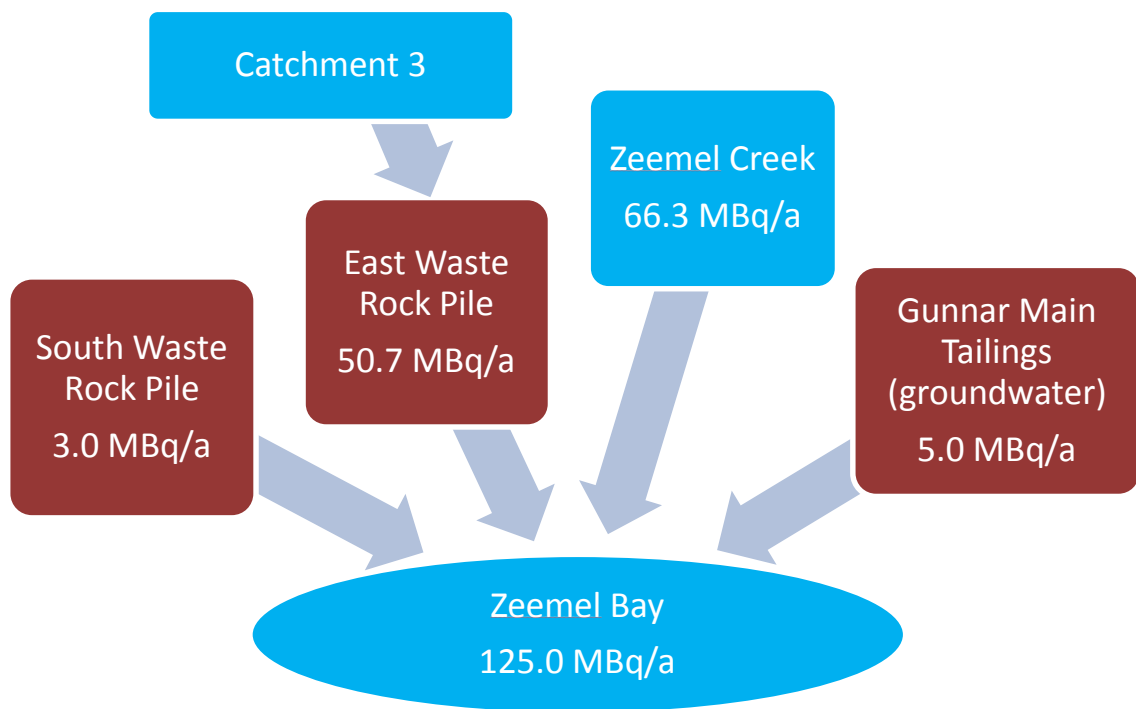 Catchment 3
Zeemel Creek
66.3 MBq/a
East Waste
Rock Pile
50.7 MBq/a
Gunnar Main
Tailings
(groundwater)
5.0 MBq/a
South Waste
Rock Pile
3.0 MBq/a
Zeemel Bay
125.0 MBq/a